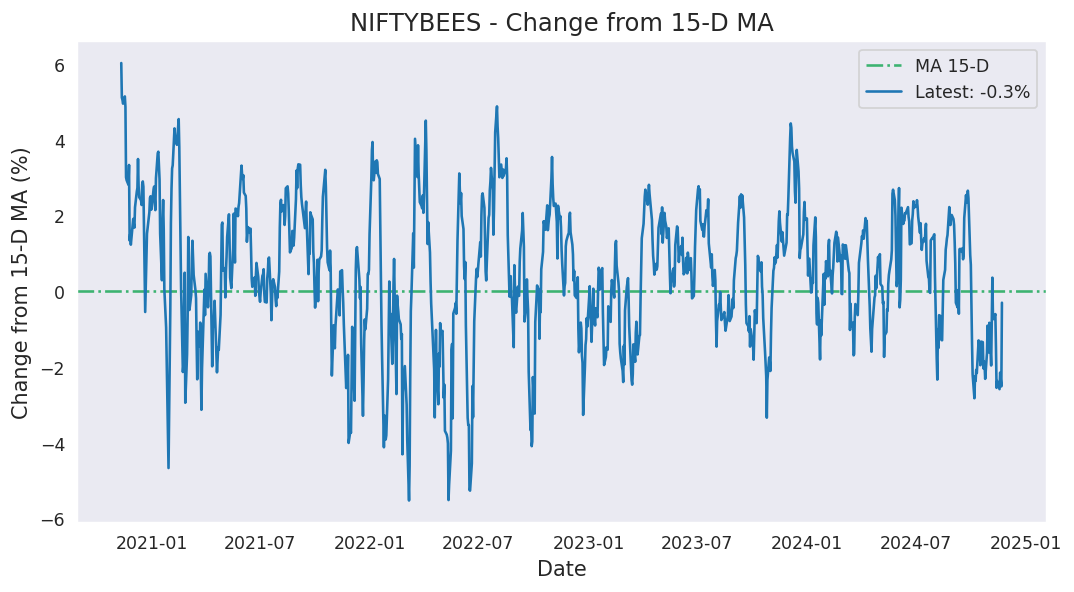 NIFTYBEES - Change from 15-D MA
MA 15-D
Latest: -0.3%
Change from 15-D MA (%)
6
4
2
0
−2
−4
−6
2021-01 2021-07 2022-01 2022-07 2023-01 2023-07 2024-01 2024-07 2025-01
Date